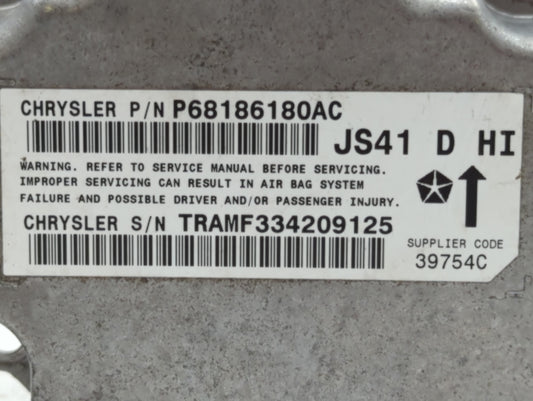 CHRYSLER P/N P68186180AC
JS41 D HI
WARNING. REFER TO SERVICE MANUAL BEFORE SERVICING.
IMPROPER SERVICING CAN RESULT IN AIR BAG SYSTEM
FAILURE AND POSSIBLE DRIVER AND/OR PASSENGER INJURY.
CHRYSLER S/N TRAMF334209125
SUPPLIER CODE
39754C